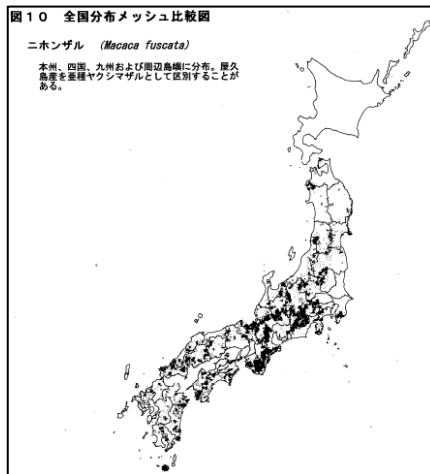 図10 全国分布メッシュ比較図
ニホンザル (Macaca fuscata)
本州、四国、九州および周辺島嶼に分布。屋久
島産を亜種ヤクシマザルとして区別することが
ある。